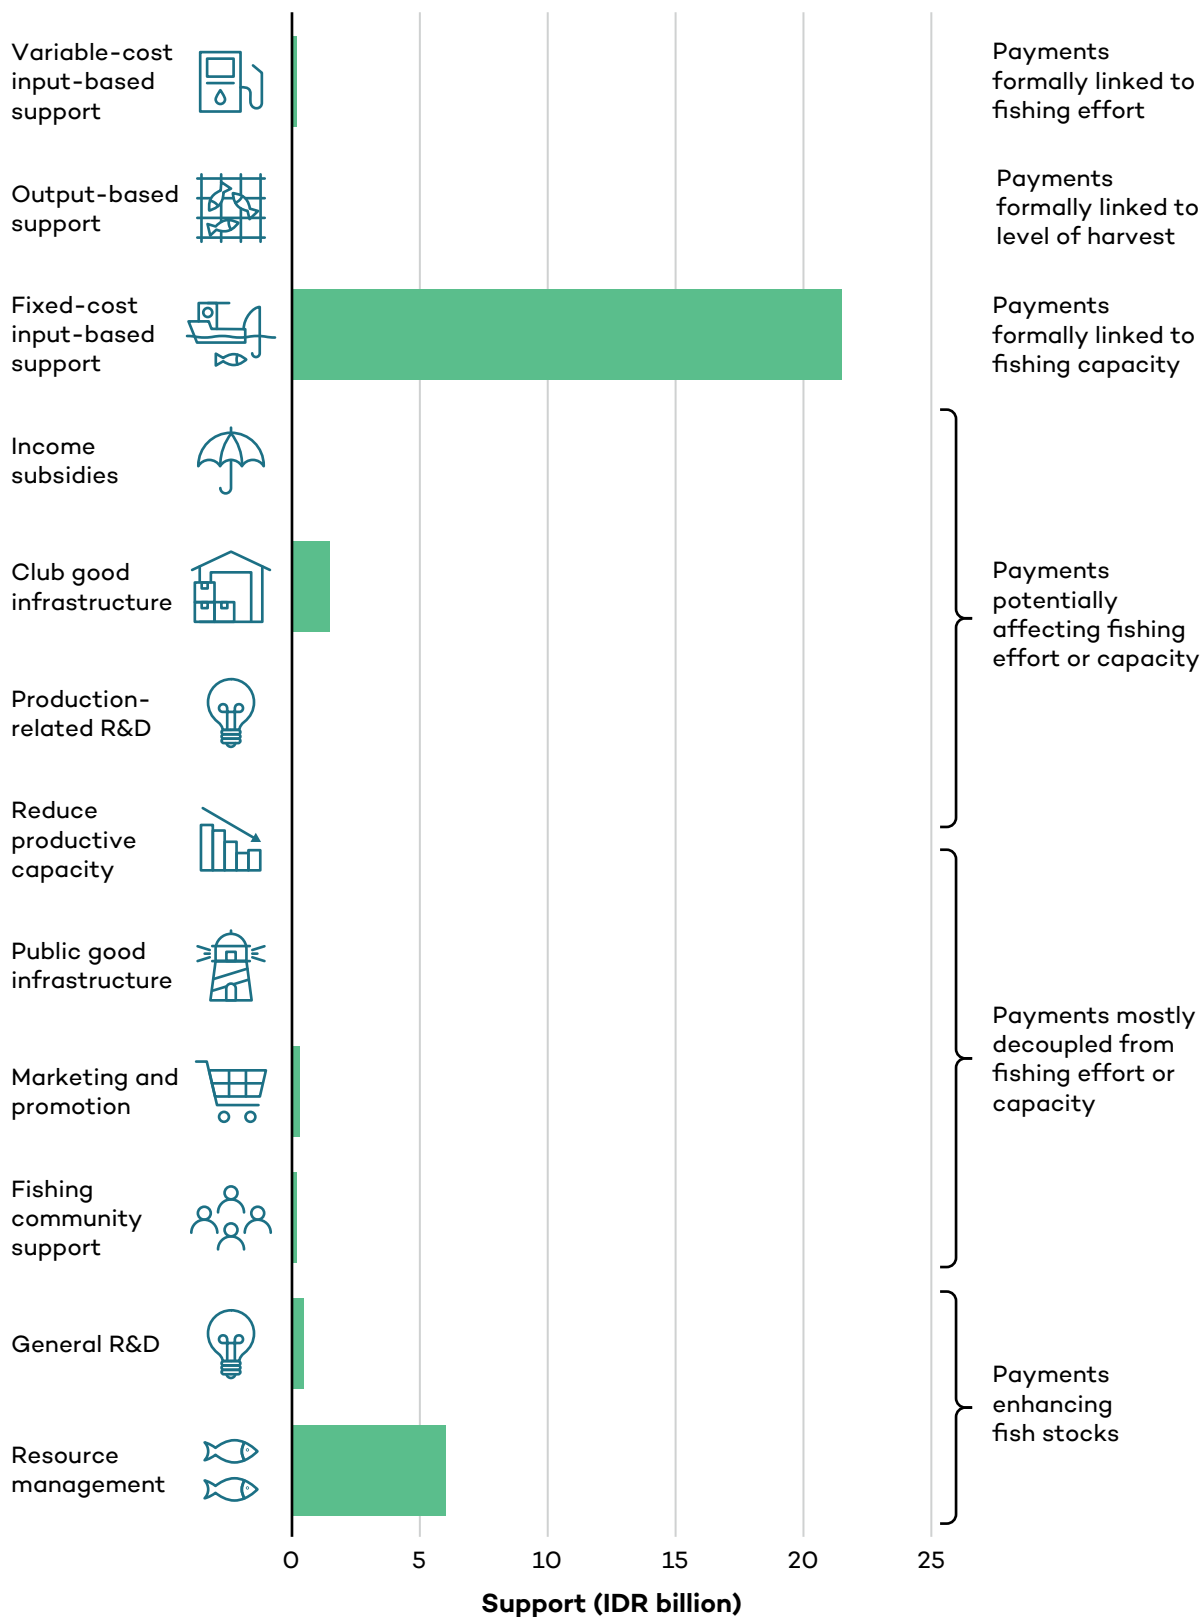 Variable-cost
input-based
support
Payments
formally linked to
fishing effort
Output-based
support
Payments
formally linked to
level of harvest
Fixed-cost
input-based
support
Payments
formally linked to
fishing capacity
Income
subsidies
Club good
infrastructure
Production-
related R&D
Payments
potentially
affecting fishing
effort or capacity
Reduce
productive
capacity
Public good
infrastructure
Marketing and
promotion
Fishing
community
support
Payments mostly
decoupled from
fishing effort or
capacity
General R&D
Resource
management
Payments
enhancing
fish stocks
0 5 10 15 20 25
Support (IDR billion)